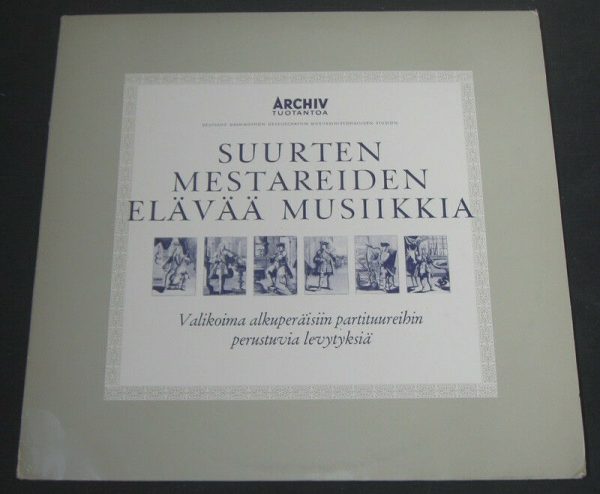 ARCHIV
TUOTANTOA
SUURTEN
MESTAREIDEN
ELÄVÄÄ MUSIIKKIA
Valikoima alkuperäisiin partituureihin
perustuvia levytyksiä